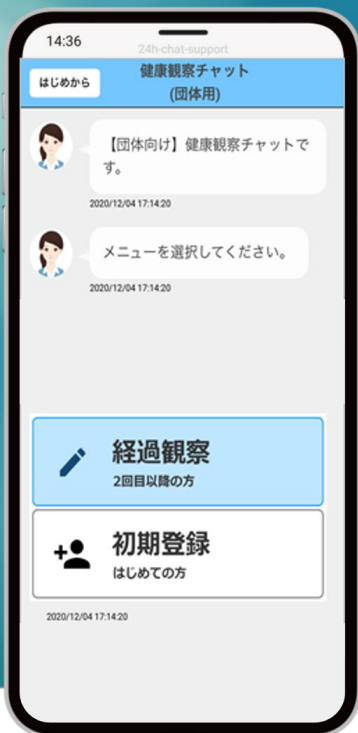 14:36
24h-chat-support
はじめから
健康観察チャット
(団体用)
【団体向け】健康観察チャットで
す。
2020/12/04 17:14:20
メニューを選択してください。
2020/12/04 17:14:20
経過観察
2回目以降の方
初期登録
はじめての方
2020/12/04 17:14:20